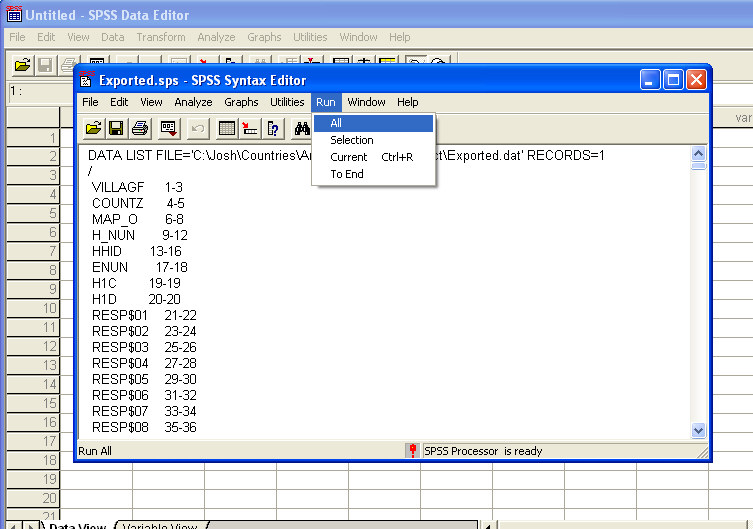 Untitled - SPSS Data Editor
File Edit View Data Transform Analyze Graphs Utilities Window Help
1 :
var
1
2
3
4
5
6
7
8
9
10
11
12
13
14
15
16
17
18
19
20
21
Exported.sps - SPSS Syntax Editor
File Edit View Analyze Graphs Utilities Run Window Help
All
Selection
Current Ctrl+R
To End
DATA LIST FILE='C:\Josh\Countries\Ar ct\Exported.dat' RECORDS=1
/
VILLAGF 1-3
COUNTZ 4-5
MAP_O 6-8
H_NUN 9-12
HHID 13-16
ENUN 17-18
H1C 19-19
H1D 20-20
RESP$01 21-22
RESP$02 23-24
RESP$03 25-26
RESP$04 27-28
RESP$05 29-30
RESP$06 31-32
RESP$07 33-34
RESP$08 35-36
Run All
SPSS Processor is ready
Data View Variable View